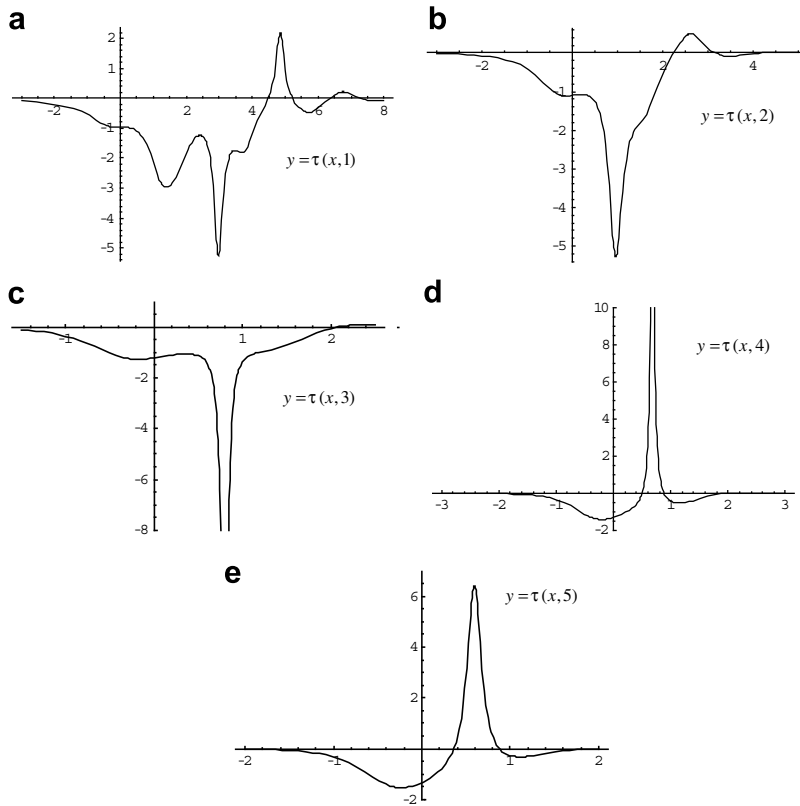 a
2
1
-2 2 4 6 8
-1
-2
y = τ (x,1)
-3
-4
-5
b
-2 2 4
-1
-2
y = τ (x, 2)
-3
-4
-5
c
-1 1 2
-2
y = τ (x, 3)
-4
-6
-8
d
10
8
y = τ (x, 4)
6
4
2
-3 -2 -1 1 2 3
-2
e
6
y = τ (x, 5)
4
2
-2 -1 1 2
-2